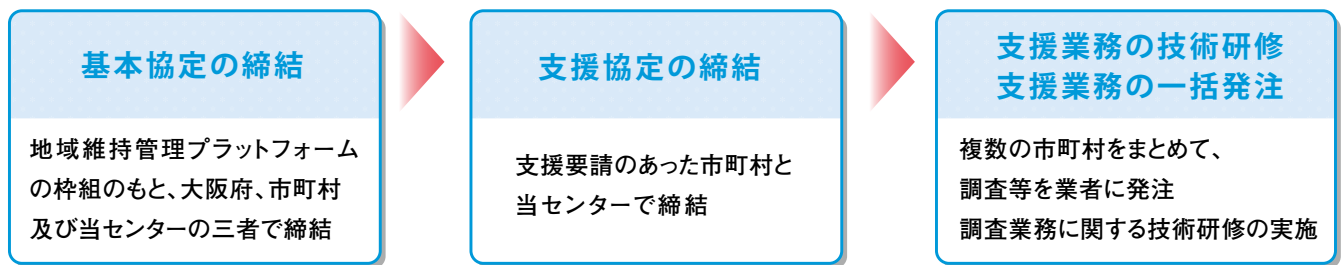 基本協定の締結
地域維持管理プラットフォーム
の枠組のもと、大阪府、市町村
及び当センターの三者で締結
支援協定の締結
支援要請のあった市町村と
当センターで締結
支援業務の技術研修
支援業務の一括発注
複数の市町村をまとめて、
調査等を業者に発注
調査業務に関する技術研修の実施